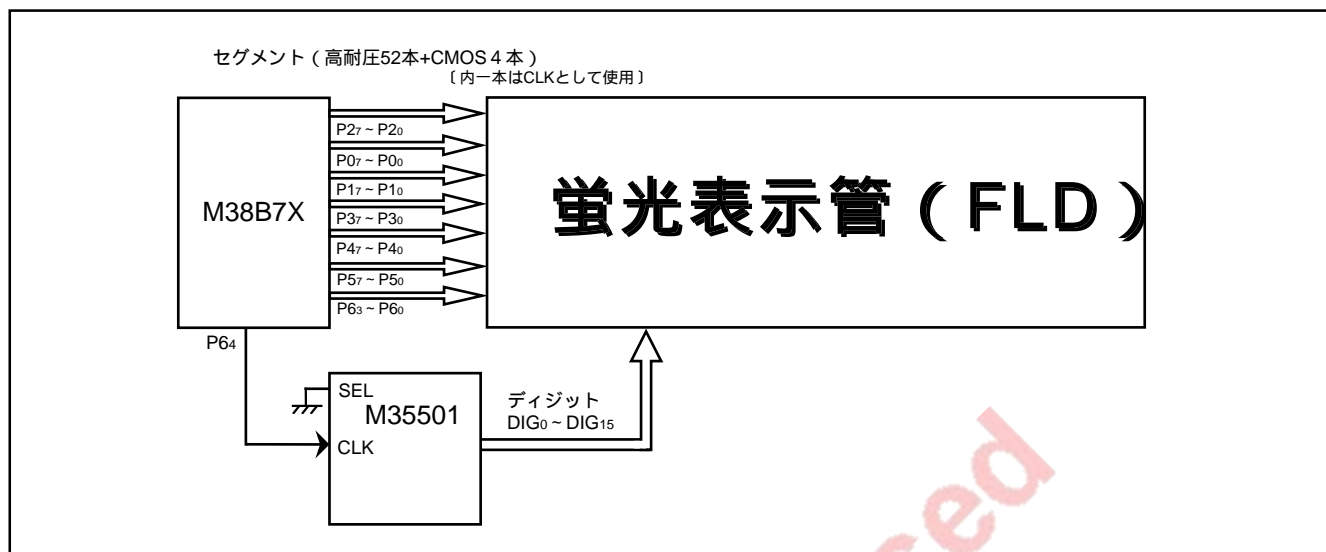 セグメント（高耐圧52本+CMOS４本）
〔内一本はCLKとして使用〕
M38B7X
P27 ~ P20
P07 ~ P00
P17 ~ P10
P37 ~ P30
P47 ~ P40
P57 ~ P50
P63 ~ P60
蛍光表示管（FLD）
P64
SEL
M35501
CLK
ディジット
DIG0 ~ DIG15